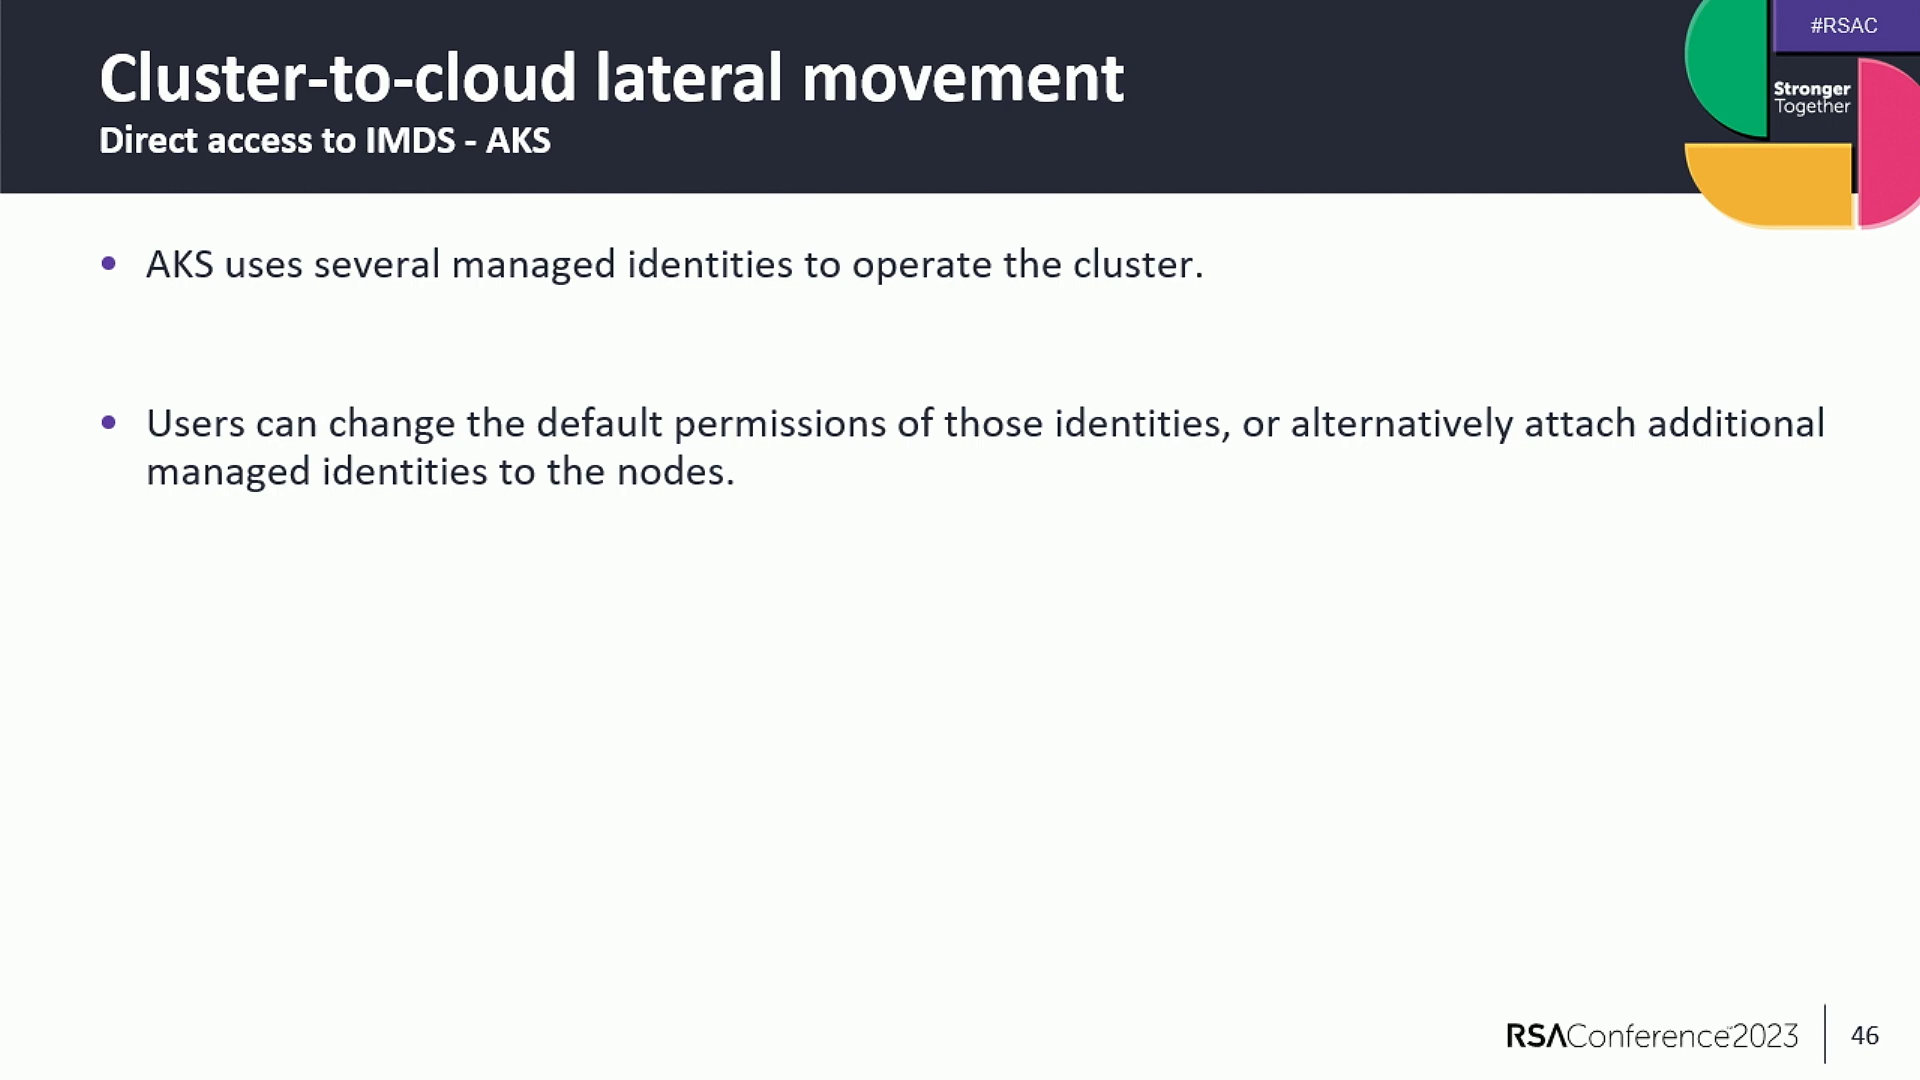 #RSAC
Cluster-to-cloud lateral movement
Direct access to IMDS - AKS
Stronger
Together
• AKS uses several managed identities to operate the cluster.
• Users can change the default permissions of those identities, or alternatively attach additional
managed identities to the nodes.
RSAConference™2023
46